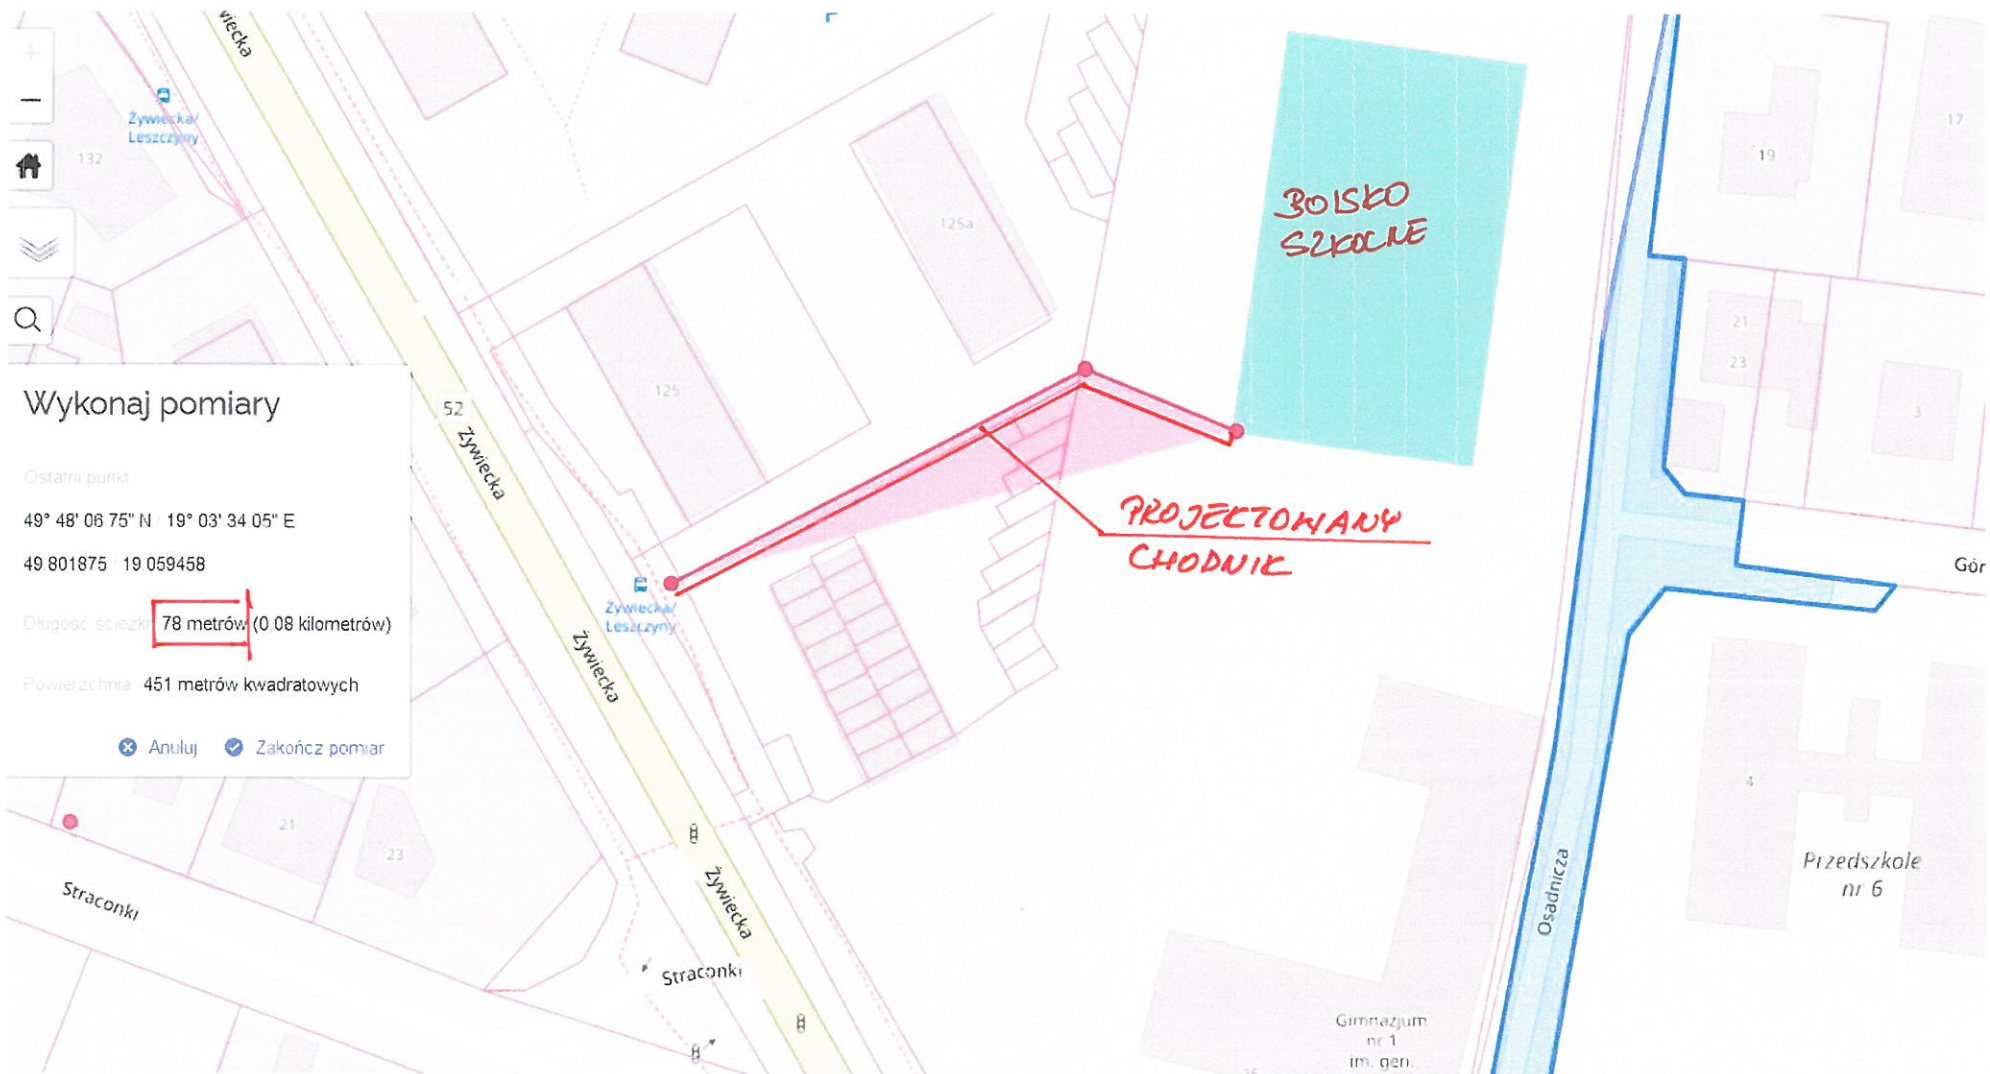 Żywiecka/
Leszczyny
132
125a
125
BOISKO
SZKOLNE
19
17
21
23
3
Wykonaj pomiary
Ostatni punkt
49° 48' 06 75" N 19° 03' 34 05" E
49 801875 19 059458
Długość ścieżki 78 metrów (0,08 kilometrów)
Powierzchnia 451 metrów kwadratowych
Anuluj Zakończ pomiar
52
Żywiecka
PROJEKTOWANY
CHODNIK
Żywiecka/
Leszczyny
Żywiecka
Gór
21
23
Straconki
Żywiecka
Straconki
Osadnicza
4
Przedszkole
nr 6
Gimnazjum
nr 1
im. gen.